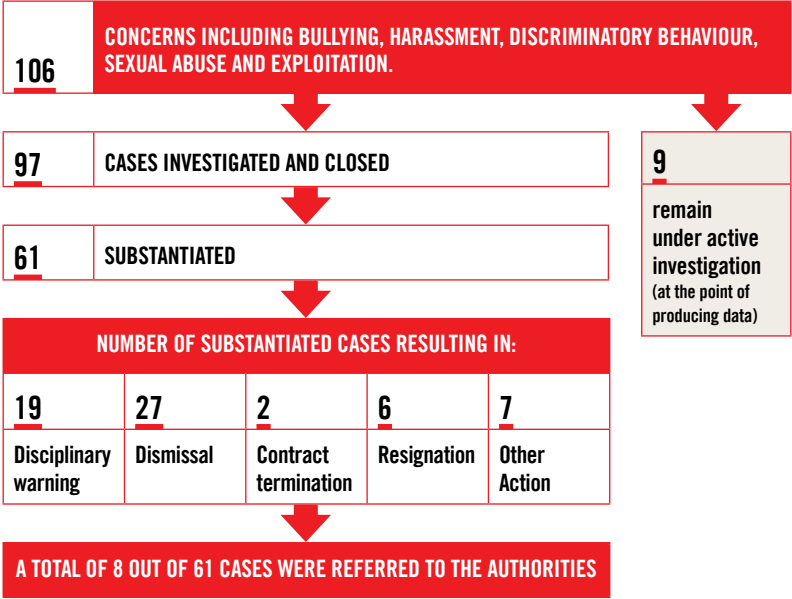 106
CONCERNS INCLUDING BULLYING, HARASSMENT, DISCRIMINATORY BEHAVIOUR,
SEXUAL ABUSE AND EXPLOITATION.
97
CASES INVESTIGATED AND CLOSED
9
remain
under active
investigation
(at the point of
producing data)
61
SUBSTANTIATED
NUMBER OF SUBSTANTIATED CASES RESULTING IN:
19
Disciplinary
warning
27
Dismissal
2
Contract
termination
6
Resignation
7
Other
Action
A TOTAL OF 8 OUT OF 61 CASES WERE REFERRED TO THE AUTHORITIES